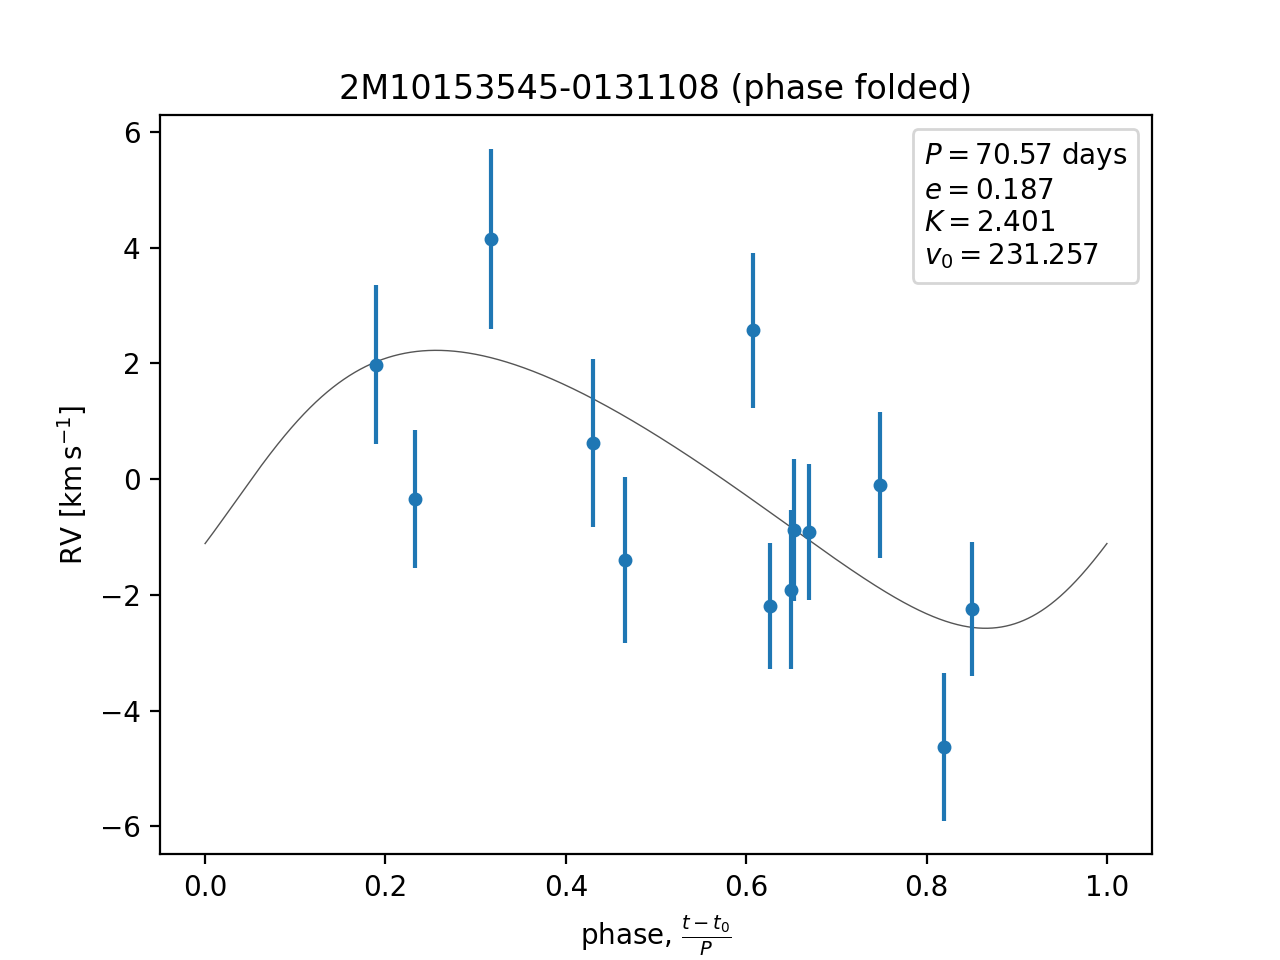 2M10153545-0131108 (phase folded)
P = 70.57 days
e = 0.187
K = 2.401
v₀ = 231.257
RV [km s⁻¹]
6
4
2
0
−2
−4
−6
0.0 0.2 0.4 0.6 0.8 1.0
phase, (t − t₀)/P